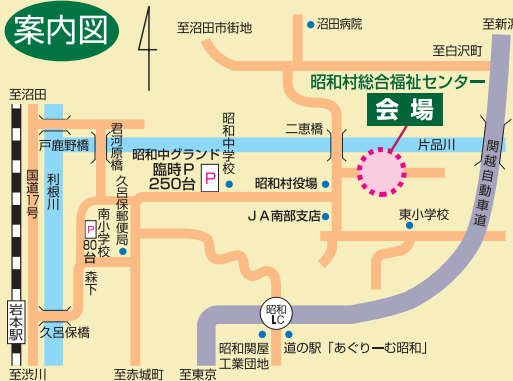 案内図
至沼田市街地
沼田病院
至新潟
至白沢町
昭和村総合福祉センター
会場
至沼田
戸鹿野橋
君河原橋
昭和中学校
二恵橋
片品川
昭和中グランド
臨時P
250台
P
昭和村役場
関越自動車道
国道17号
利根川
久呂保郵便局
南小学校
P
80台
JA南部支店
東小学校
森下
岩本駅
久呂保橋
昭和
I.C
昭和関屋
工業団地
道の駅「あぐりーむ昭和」
至渋川
至赤城町
至東京